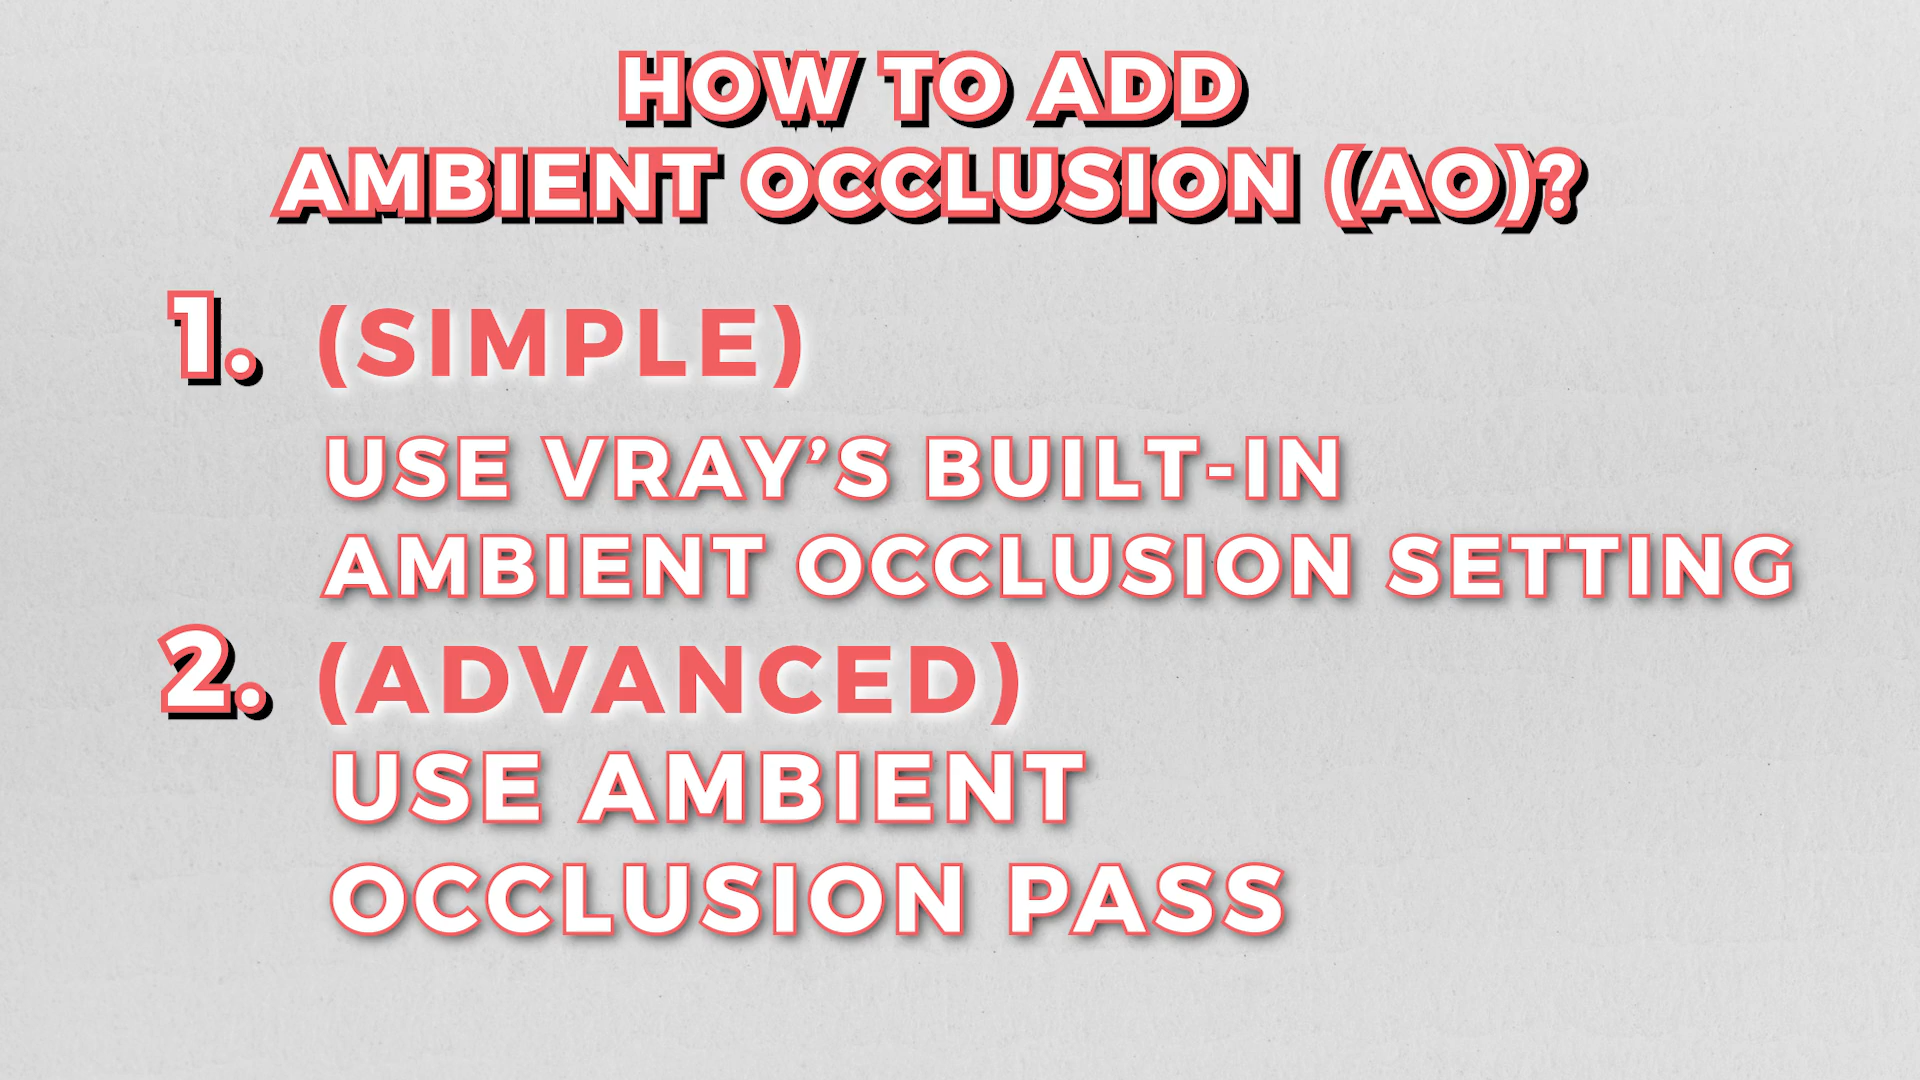 HOW TO ADD
AMBIENT OCCLUSION (AO)?
1. (SIMPLE)
USE VRAY’S BUILT-IN
AMBIENT OCCLUSION SETTING
2. (ADVANCED)
USE AMBIENT
OCCLUSION PASS